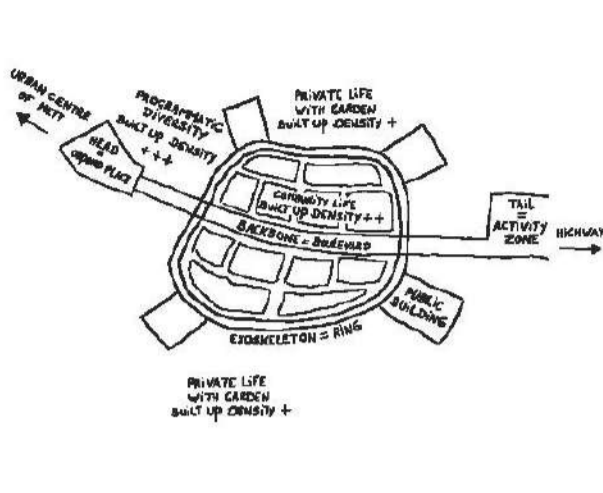 URBAN CENTRE
OF METT
PROGRAMMATIC
DIVERSITY
BUILT UP DENSITY
+++
PRIVATE LIFE
WITH GARDEN
BUILT UP DENSITY +
HEAD
=
GRAND PLACE
COMMUNITY LIFE
BUILT UP DENSITY ++
BACKBONE = BOULEVARD
TAIL
=
ACTIVITY
ZONE
HIGHWAY
PUBLIC
BUILDING
EXOSKELETON = RING
PRIVATE LIFE
WITH GARDEN
BUILT UP DENSITY +